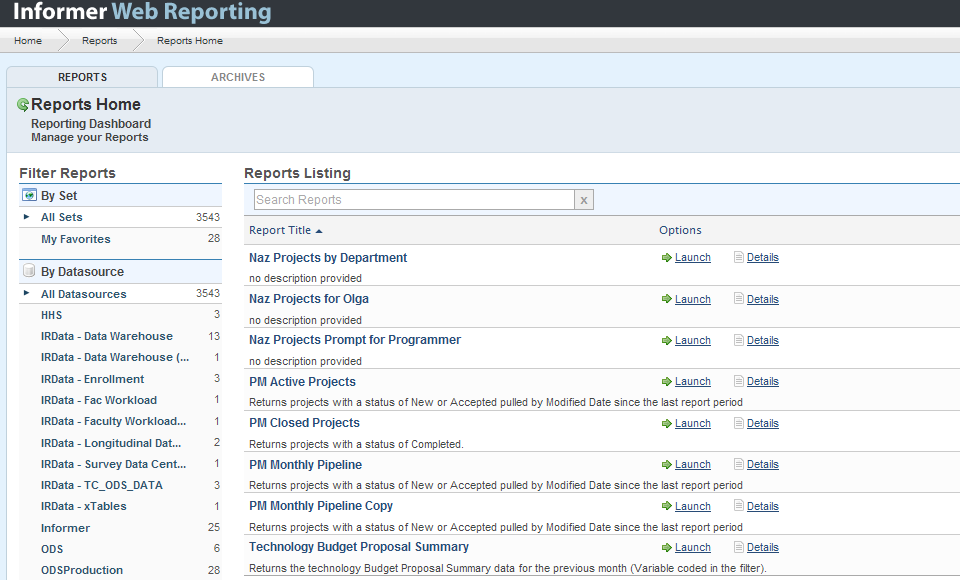 Informer Web Reporting
Home Reports Reports Home
REPORTS ARCHIVES
Reports Home
Reporting Dashboard
Manage your Reports
Filter Reports
By Set
All Sets 3543
My Favorites 28
By Datasource
All Datasources 3543
HHS 3
IRData - Data Warehouse 13
IRData - Data Warehouse (... 1
IRData - Enrollment 3
IRData - Fac Workload 1
IRData - Faculty Workload... 1
IRData - Longitudinal Dat... 2
IRData - Survey Data Cent... 1
IRData - TC_ODS_DATA 3
IRData - xTables 1
Informer 25
ODS 6
ODSProduction 28
Reports Listing
Search Reports x
Report Title Options
Naz Projects by Department Launch Details
no description provided
Naz Projects for Olga Launch Details
no description provided
Naz Projects Prompt for Programmer Launch Details
no description provided
PM Active Projects Launch Details
Returns projects with a status of New or Accepted pulled by Modified Date since the last report period
PM Closed Projects Launch Details
Returns projects with a status of Completed.
PM Monthly Pipeline Launch Details
Returns projects with a status of New or Accepted pulled by Modified Date since the last report period
PM Monthly Pipeline Copy Launch Details
Returns projects with a status of New or Accepted pulled by Modified Date since the last report period
Technology Budget Proposal Summary Launch Details
Returns the technology Budget Proposal Summary data for the previous month (Variable coded in the filter).